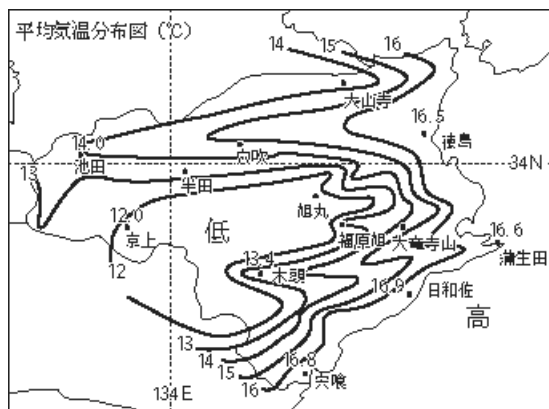 平均気温分布図 (℃)
14
15
16
大山寺
16.5
徳島
14.0
池田
穴吹
34N
13
半田
12.0
京上
低
旭丸
福原旭
大竜寺山
16.6
蒲生田
12
13.4
木頭
16.9
日和佐
高
13
14
15
16
16.8
宍喰
134E